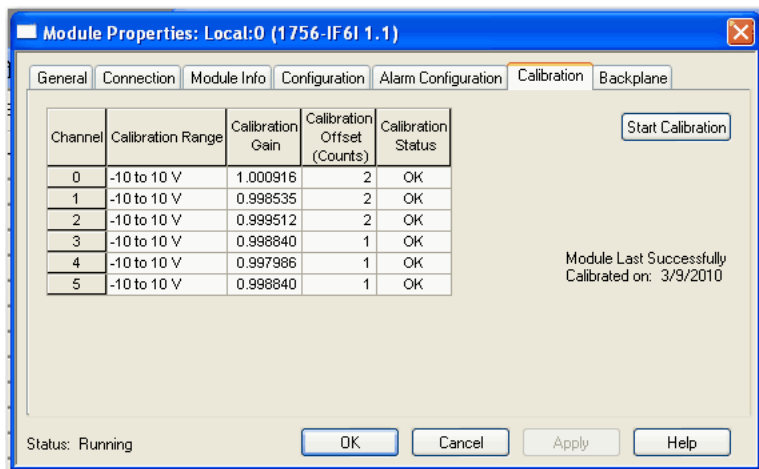 Module Properties: Local:0 (1756-IF6I 1.1)
General Connection Module Info Configuration Alarm Configuration Calibration Backplane
Channel Calibration Range Calibration Gain Calibration Offset (Counts) Calibration Status
0 -10 to 10 V 1.000916 2 OK
1 -10 to 10 V 0.998535 2 OK
2 -10 to 10 V 0.999512 2 OK
3 -10 to 10 V 0.998840 1 OK
4 -10 to 10 V 0.997986 1 OK
5 -10 to 10 V 0.998840 1 OK
Start Calibration
Module Last Successfully
Calibrated on: 3/9/2010
Status: Running
OK Cancel Apply Help